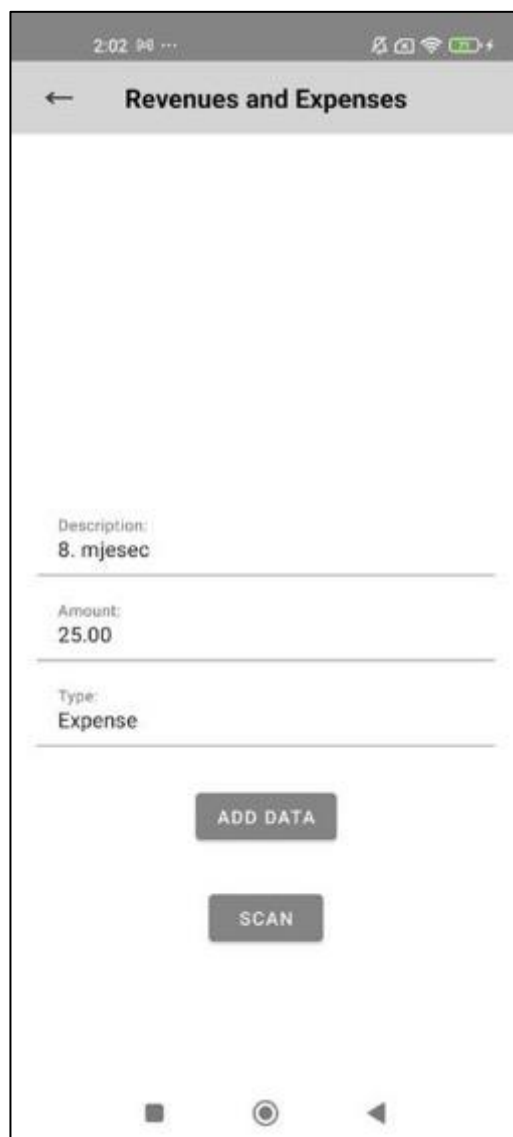 2:02 ...
Revenues and Expenses
Description:
8. mjesec
Amount:
25.00
Type:
Expense
ADD DATA
SCAN